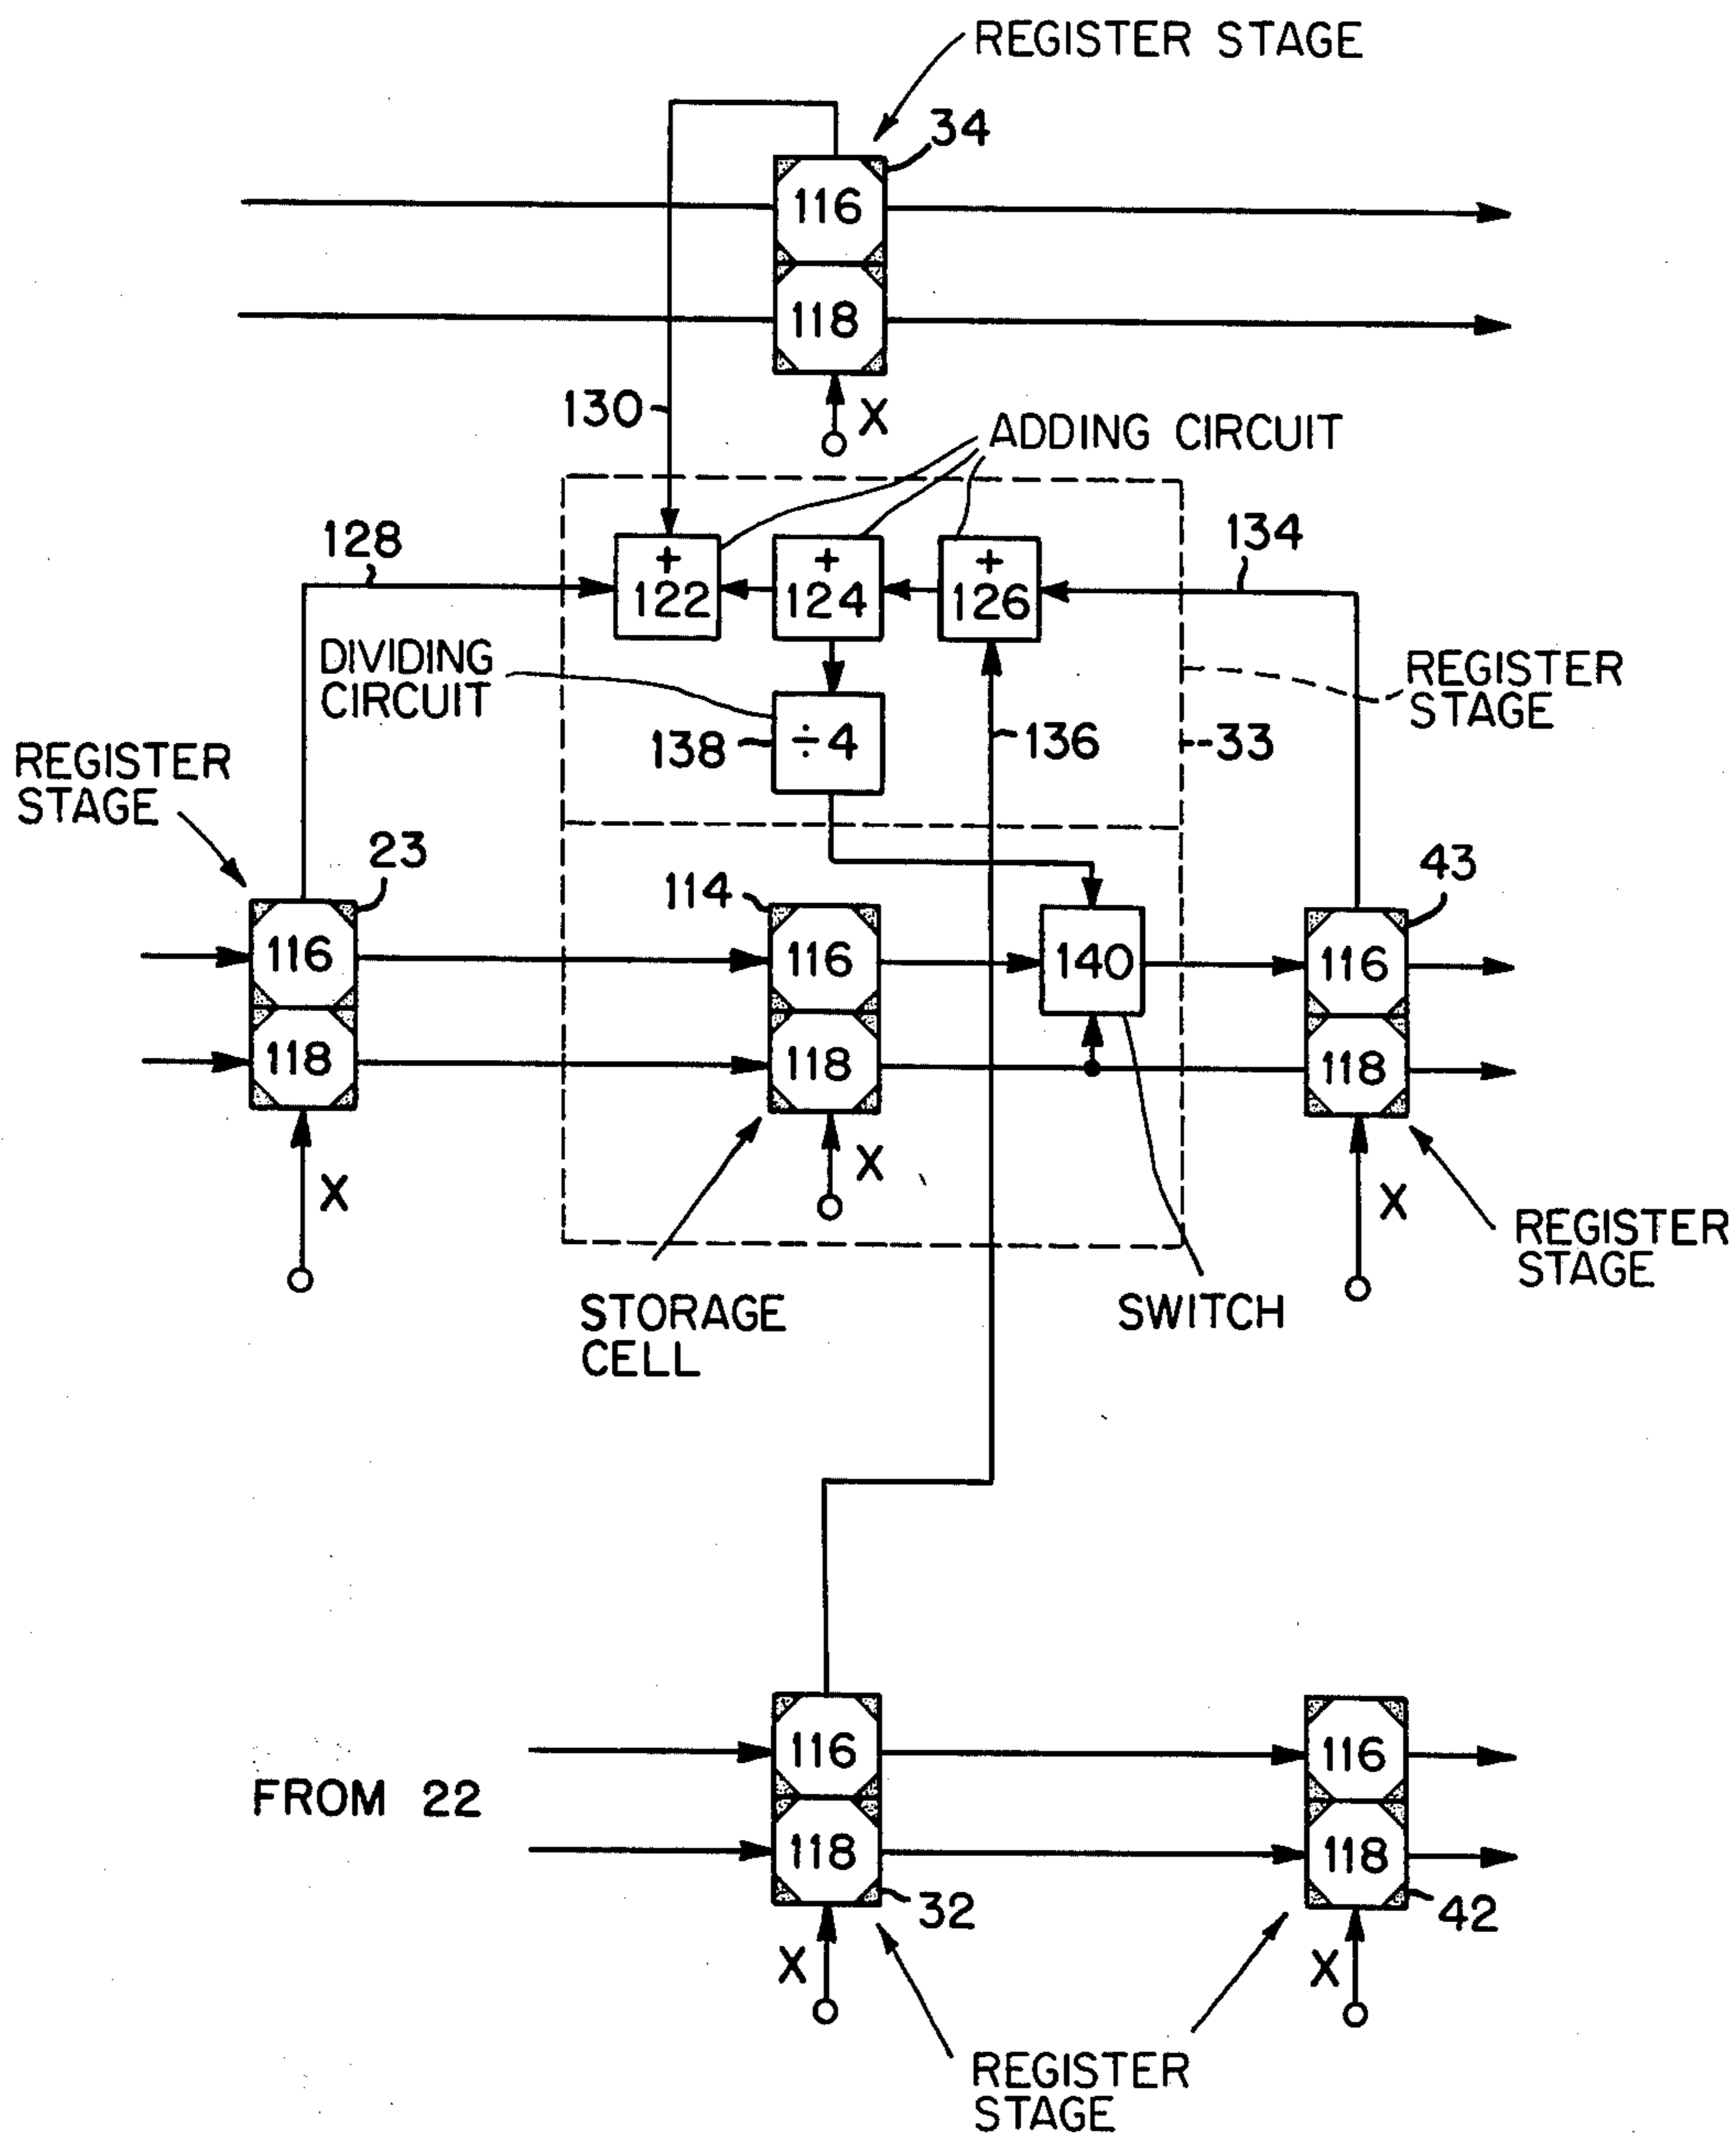 REGISTER STAGE
34
116
118
130
X
ADDING CIRCUIT
128
134
+
122
+
124
+
126
DIVIDING
CIRCUIT
REGISTER
STAGE
138
÷4
136
33
REGISTER
STAGE
23
114
43
116
116
140
116
118
118
118
X
X
X
REGISTER
STAGE
STORAGE
CELL
SWITCH
116
116
FROM 22
118
118
32
42
X
X
REGISTER
STAGE